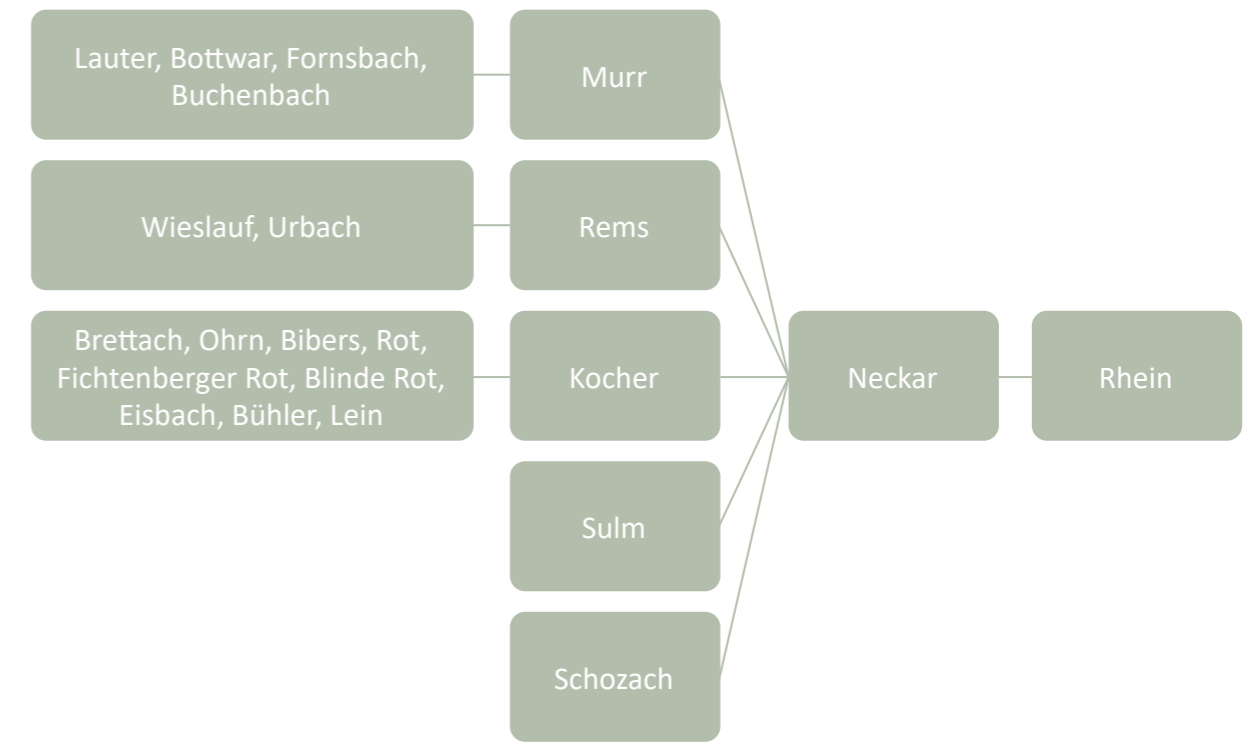 Lauter, Bottwar, Fornsbach,
Buchenbach
Murr
Wieslauf, Urbach
Rems
Brettach, Ohrn, Bibers, Rot,
Fichtenberger Rot, Blinde Rot,
Eisbach, Bühler, Lein
Kocher
Neckar
Rhein
Sulm
Schozach